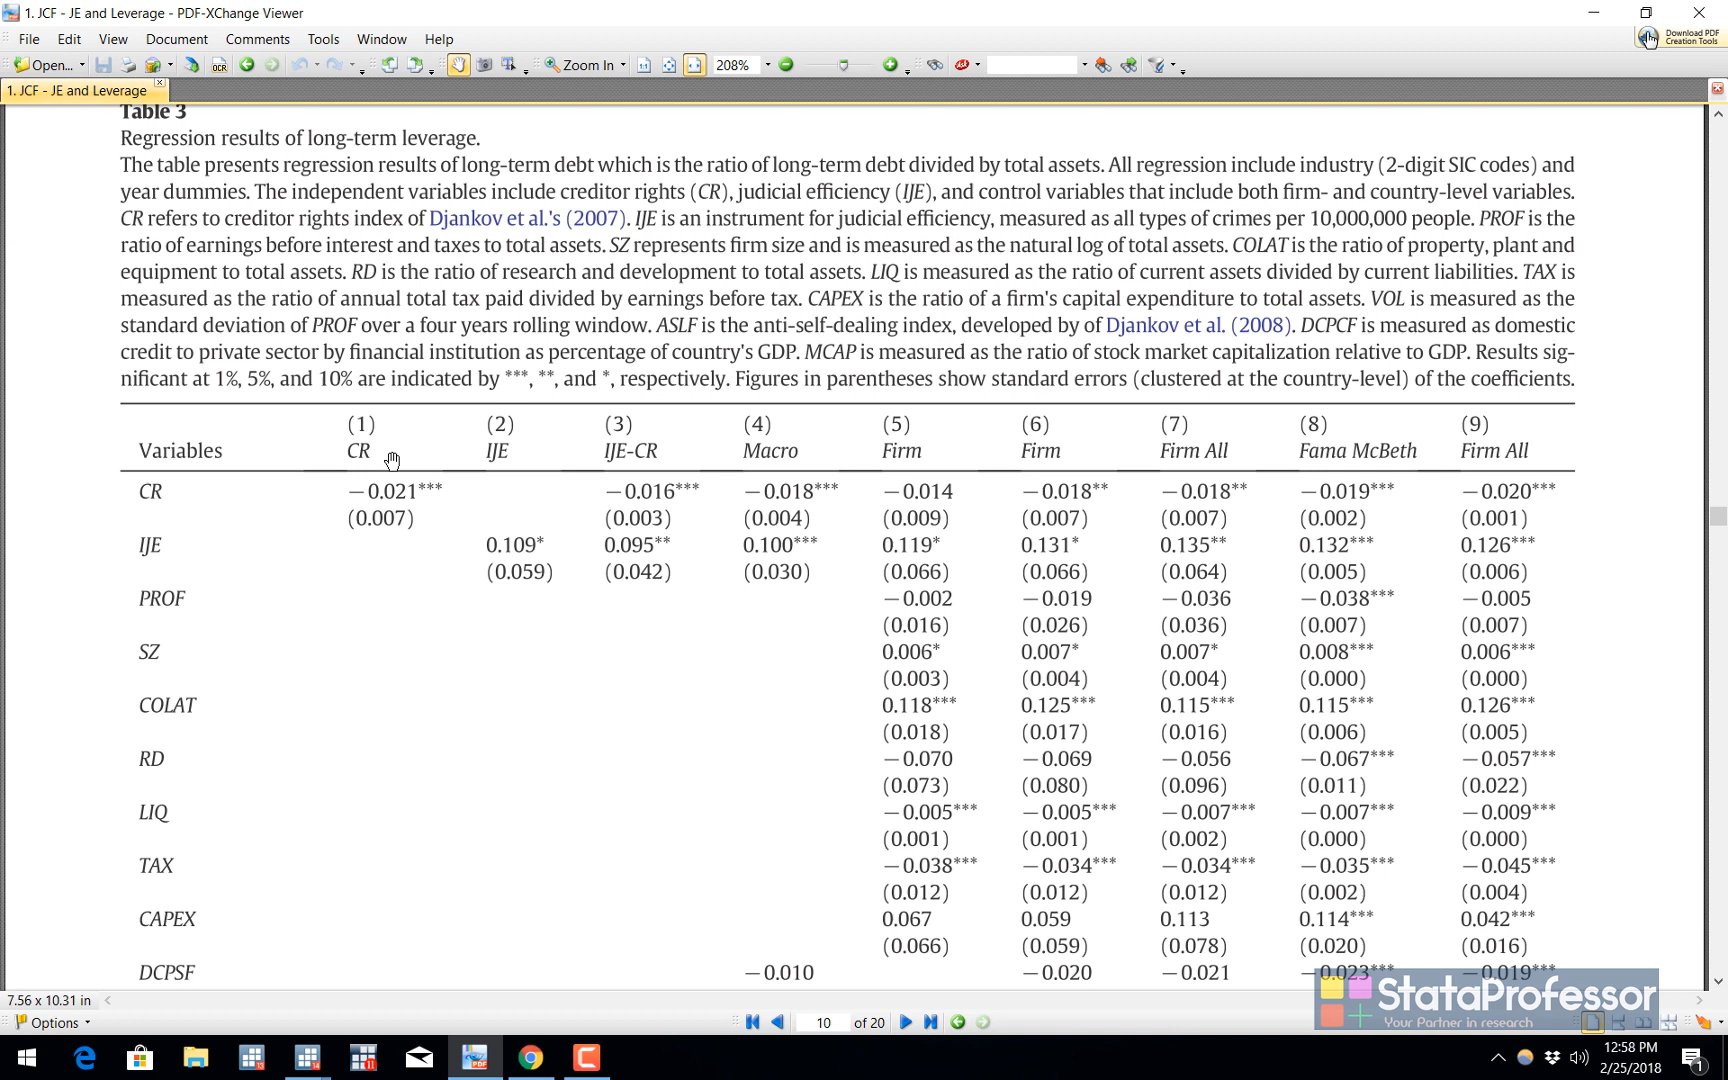 1. JCF - JE and Leverage - PDF-XChange Viewer
File Edit View Document Comments Tools Window Help
Download PDF
Creation Tools
Open... OCR Zoom In 208%
1. JCF - JE and Leverage
Table 3
Regression results of long-term leverage.
The table presents regression results of long-term debt which is the ratio of long-term debt divided by total assets. All regression include industry (2-digit SIC codes) and
year dummies. The independent variables include creditor rights (CR), judicial efficiency (IJE), and control variables that include both firm- and country-level variables.
CR refers to creditor rights index of Djankov et al.'s (2007). IJE is an instrument for judicial efficiency, measured as all types of crimes per 10,000,000 people. PROF is the
ratio of earnings before interest and taxes to total assets. SZ represents firm size and is measured as the natural log of total assets. COLAT is the ratio of property, plant and
equipment to total assets. RD is the ratio of research and development to total assets. LIQ is measured as the ratio of current assets divided by current liabilities. TAX is
measured as the ratio of annual total tax paid divided by earnings before tax. CAPEX is the ratio of a firm's capital expenditure to total assets. VOL is measured as the
standard deviation of PROF over a four years rolling window. ASLF is the anti-self-dealing index, developed by of Djankov et al. (2008). DCPCF is measured as domestic
credit to private sector by financial institution as percentage of country's GDP. MCAP is measured as the ratio of stock market capitalization relative to GDP. Results sig-
nificant at 1%, 5%, and 10% are indicated by ***, **, and *, respectively. Figures in parentheses show standard errors (clustered at the country-level) of the coefficients.
(1) (2) (3) (4) (5) (6) (7) (8) (9)
Variables CR IJE IJE-CR Macro Firm Firm Firm All Fama McBeth Firm All
CR −0.021*** −0.016*** −0.018*** −0.014 −0.018** −0.018** −0.019*** −0.020***
(0.007) (0.003) (0.004) (0.009) (0.007) (0.007) (0.002) (0.001)
IJE 0.109* 0.095** 0.100*** 0.119* 0.131* 0.135** 0.132*** 0.126***
(0.059) (0.042) (0.030) (0.066) (0.066) (0.064) (0.005) (0.006)
PROF −0.002 −0.019 −0.036 −0.038*** −0.005
(0.016) (0.026) (0.036) (0.007) (0.007)
SZ 0.006* 0.007* 0.007* 0.008*** 0.006***
(0.003) (0.004) (0.004) (0.000) (0.000)
COLAT 0.118*** 0.125*** 0.115*** 0.115*** 0.126***
(0.018) (0.017) (0.016) (0.006) (0.005)
RD −0.070 −0.069 −0.056 −0.067*** −0.057***
(0.073) (0.080) (0.096) (0.011) (0.022)
LIQ −0.005*** −0.005*** −0.007*** −0.007*** −0.009***
(0.001) (0.001) (0.002) (0.000) (0.000)
TAX −0.038*** −0.034*** −0.034*** −0.035*** −0.045***
(0.012) (0.012) (0.012) (0.002) (0.004)
CAPEX 0.067 0.059 0.113 0.114*** 0.042***
(0.066) (0.059) (0.078) (0.020) (0.016)
DCPSF −0.010 −0.020 −0.021 −0.023*** −0.019***
StataProfessor
Your Partner in research
7.56 x 10.31 in
Options 10 of 20
12:58 PM
2/25/2018
1